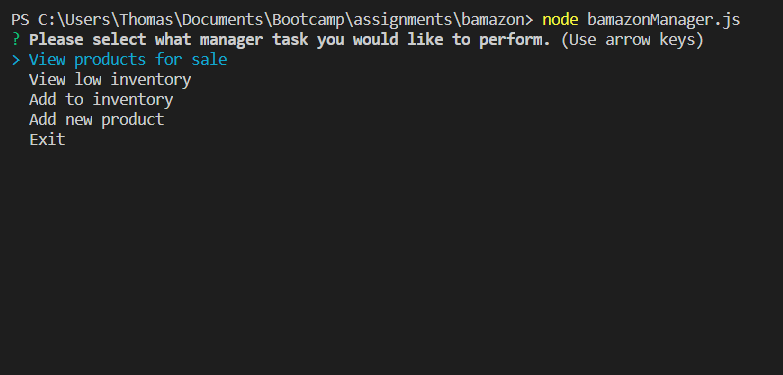 PS C:\Users\Thomas\Documents\Bootcamp\assignments\bamazon> node bamazonManager.js
? Please select what manager task you would like to perform. (Use arrow keys)
> View products for sale
View low inventory
Add to inventory
Add new product
Exit